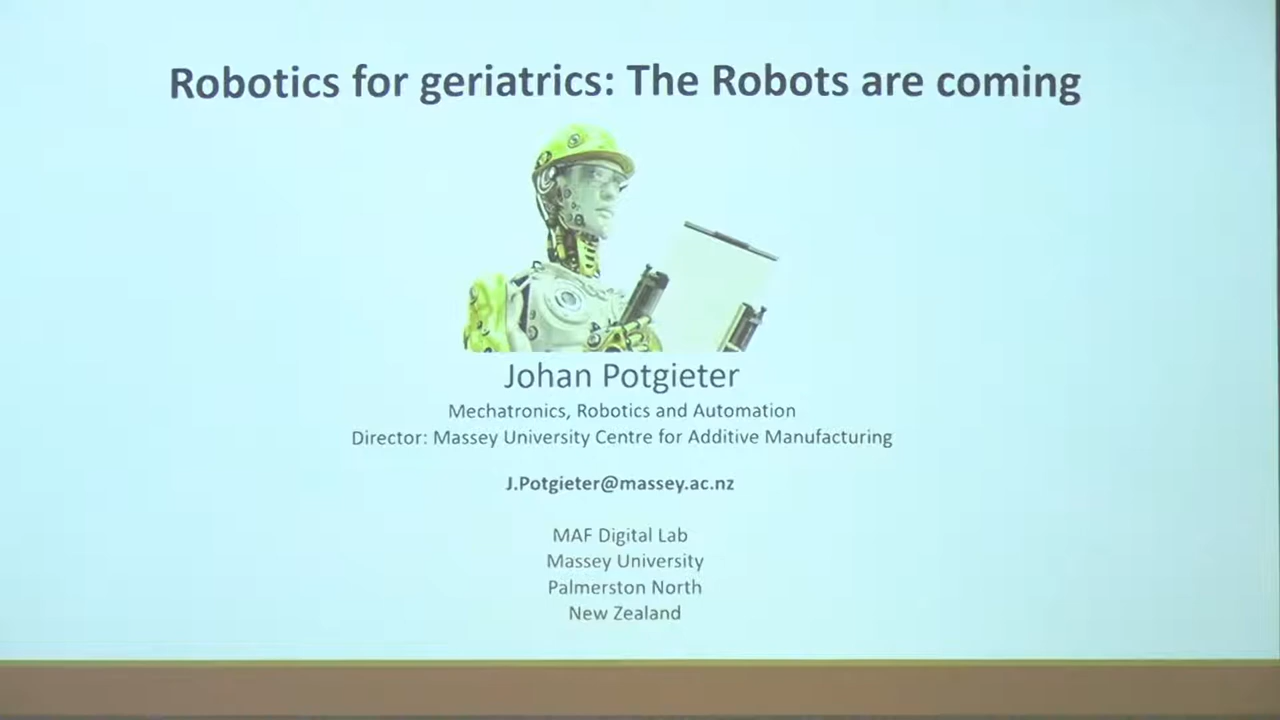 Robotics for geriatrics: The Robots are coming
Johan Potgieter
Mechatronics, Robotics and Automation
Director: Massey University Centre for Additive Manufacturing
J.Potgieter@massey.ac.nz
MAF Digital Lab
Massey University
Palmerston North
New Zealand